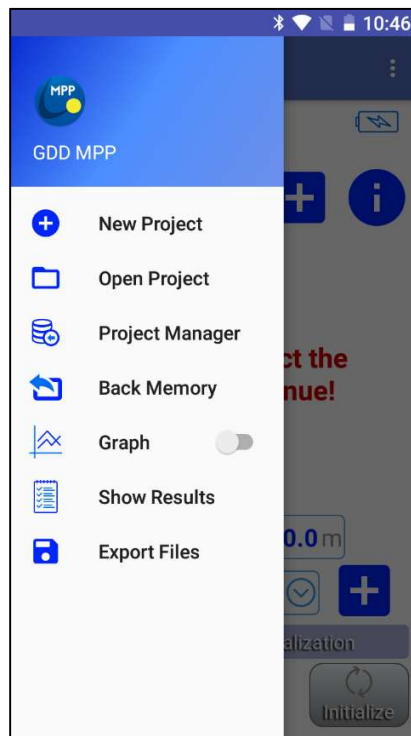 10:46
MPP
GDD MPP
New Project
Open Project
Project Manager
ct the
Back Memory
nue!
Graph
Show Results
Export Files
0.0 m
alization
Initialize